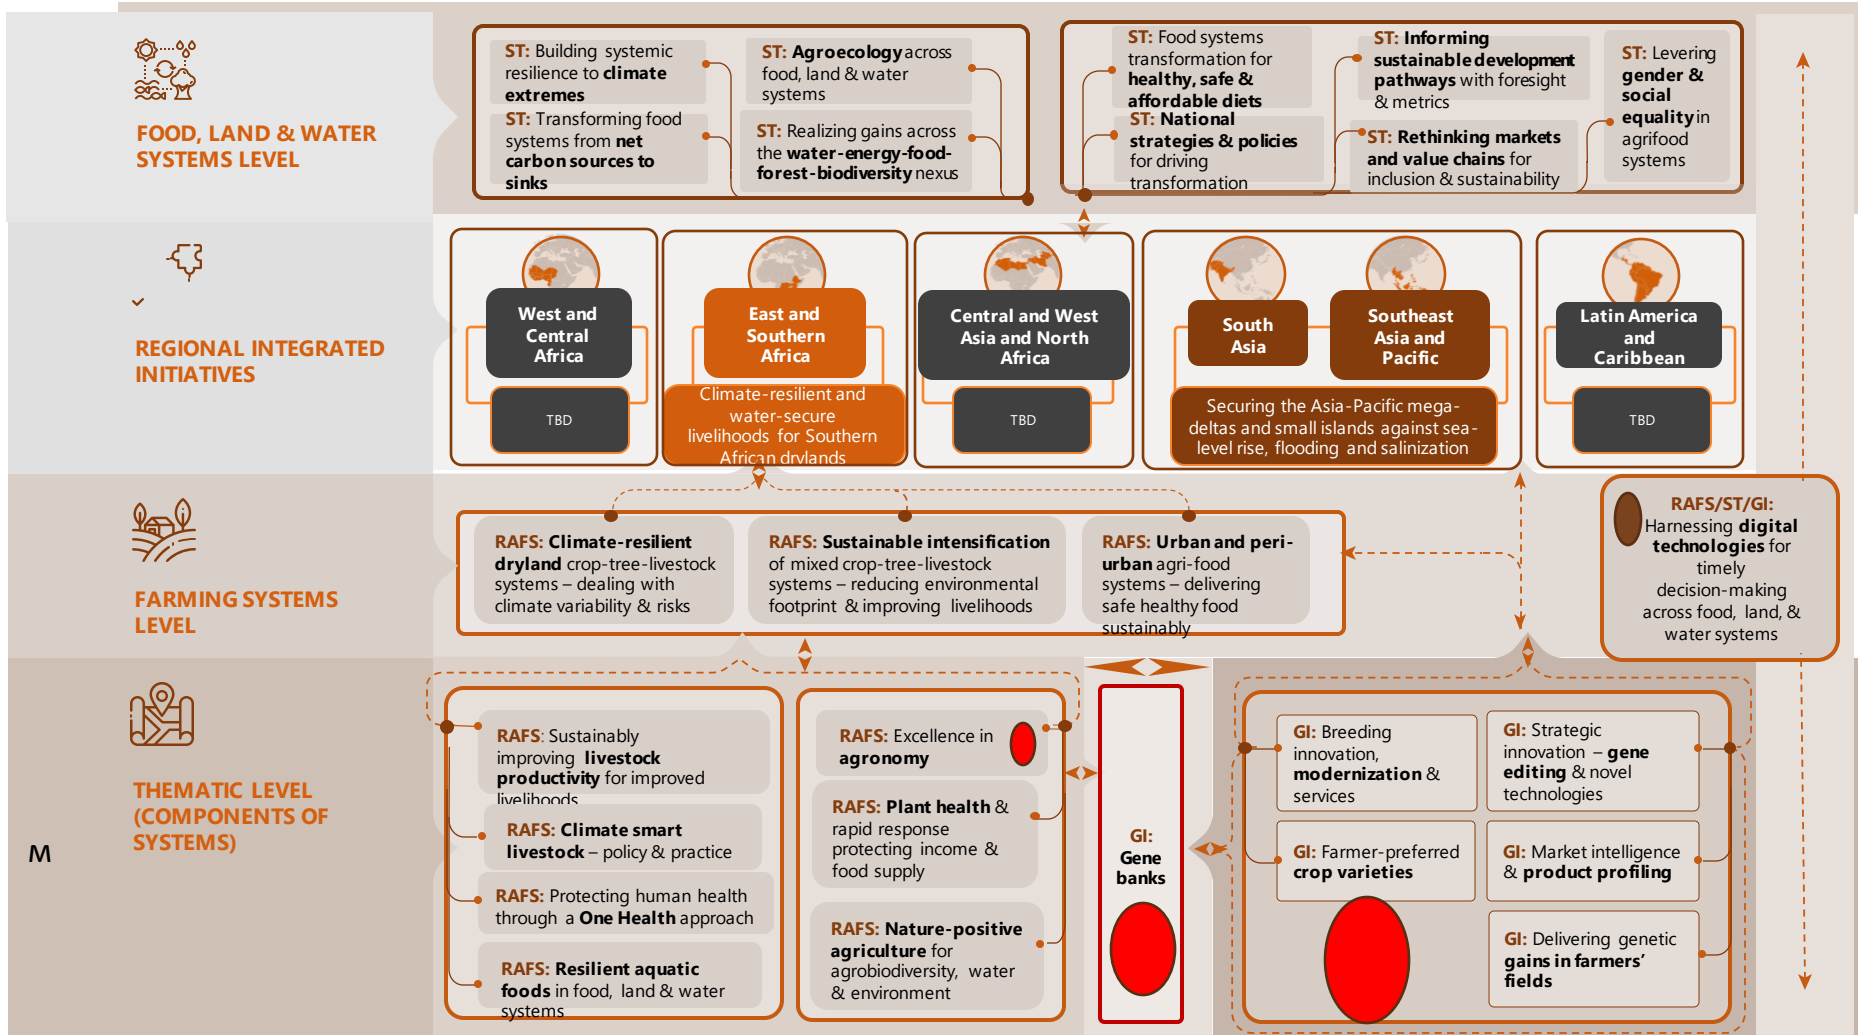 FOOD, LAND & WATER
SYSTEMS LEVEL
ST: Building systemic
resilience to climate
extremes
ST: Transforming food
systems from net
carbon sources to
sinks
ST: Agroecology across
food, land & water
systems
ST: Realizing gains across
the water-energy-food-
forest-biodiversity nexus
ST: Food systems
transformation for
healthy, safe &
affordable diets
ST: National
strategies & policies
for driving
transformation
ST: Informing
sustainable development
pathways with foresight
& metrics
ST: Rethinking markets
and value chains for
inclusion & sustainability
ST: Levering
gender &
social
equality in
agrifood
systems
REGIONAL INTEGRATED
INITIATIVES
West and
Central
Africa
TBD
East and
Southern
Africa
Climate-resilient and
water-secure
livelihoods for Southern
African drylands
Central and West
Asia and North
Africa
TBD
South
Asia
Southeast
Asia and
Pacific
Securing the Asia-Pacific mega-
deltas and small islands against sea-
level rise, flooding and salinization
Latin America
and
Caribbean
TBD
FARMING SYSTEMS
LEVEL
RAFS: Climate-resilient
dryland crop-tree-livestock
systems – dealing with
climate variability & risks
RAFS: Sustainable intensification
of mixed crop-tree-livestock
systems – reducing environmental
footprint & improving livelihoods
RAFS: Urban and peri-
urban agri-food
systems – delivering
safe healthy food
sustainably
RAFS/ST/GI:
Harnessing digital
technologies for
timely
decision-making
across food, land, &
water systems
THEMATIC LEVEL
(COMPONENTS OF
SYSTEMS)
M
RAFS: Sustainably
improving livestock
productivity for improved
livelihoods
RAFS: Climate smart
livestock – policy & practice
RAFS: Protecting human health
through a One Health approach
RAFS: Resilient aquatic
foods in food, land & water
systems
RAFS: Excellence in
agronomy
RAFS: Plant health &
rapid response
protecting income &
food supply
RAFS: Nature-positive
agriculture for
agrobiodiversity, water
& environment
GI:
Gene
banks
GI: Breeding
innovation,
modernization &
services
GI: Farmer-preferred
crop varieties
GI: Strategic
innovation – gene
editing & novel
technologies
GI: Market intelligence
& product profiling
GI: Delivering genetic
gains in farmers’
fields